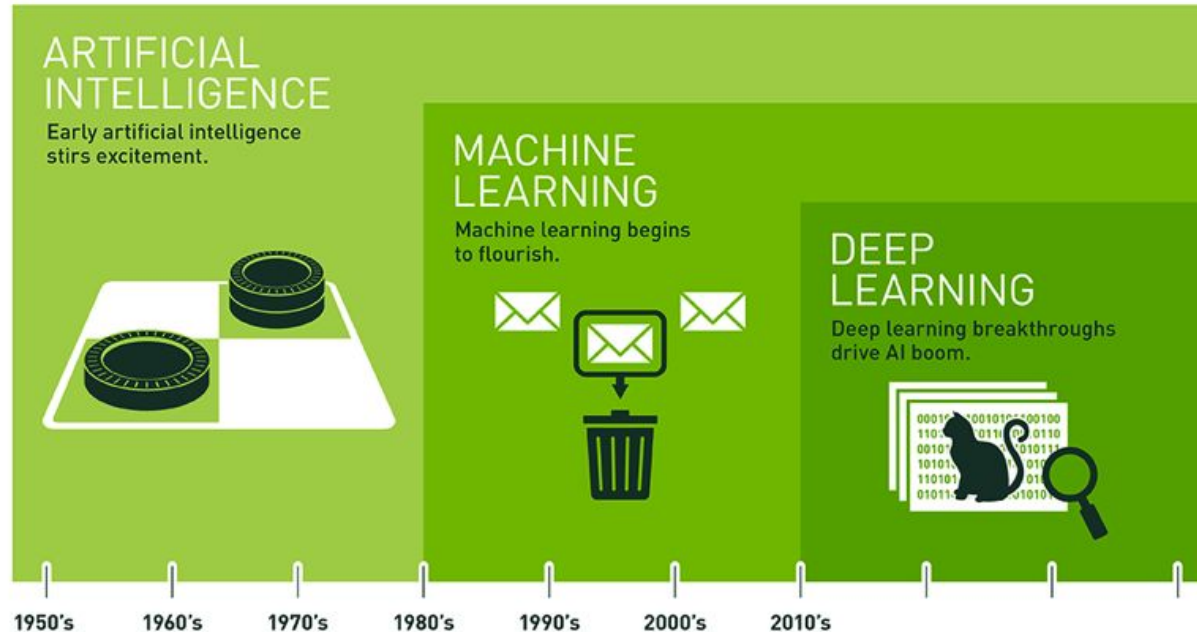 ARTIFICIAL
INTELLIGENCE
Early artificial intelligence
stirs excitement.
MACHINE
LEARNING
Machine learning begins
to flourish.
DEEP
LEARNING
Deep learning breakthroughs
drive AI boom.
1950's 1960's 1970's 1980's 1990's 2000's 2010's